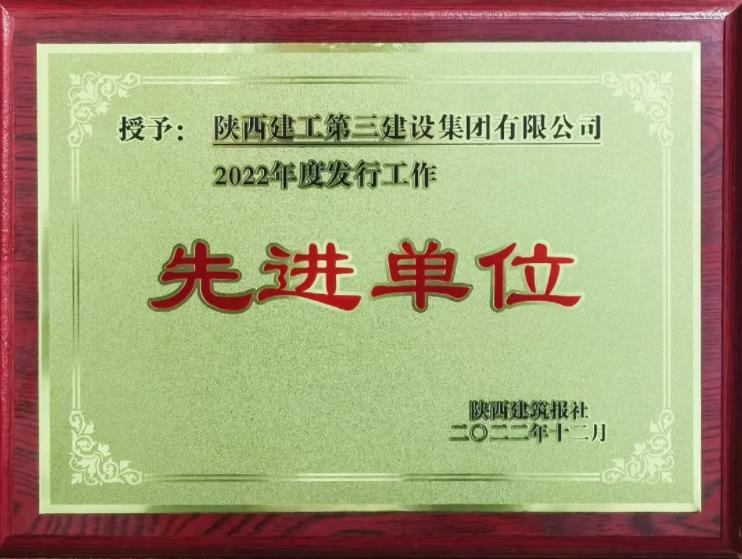 授予：陕西建工第三建设集团有限公司
2022年度发行工作
先进单位
陕西建筑报社
二〇二二年十二月